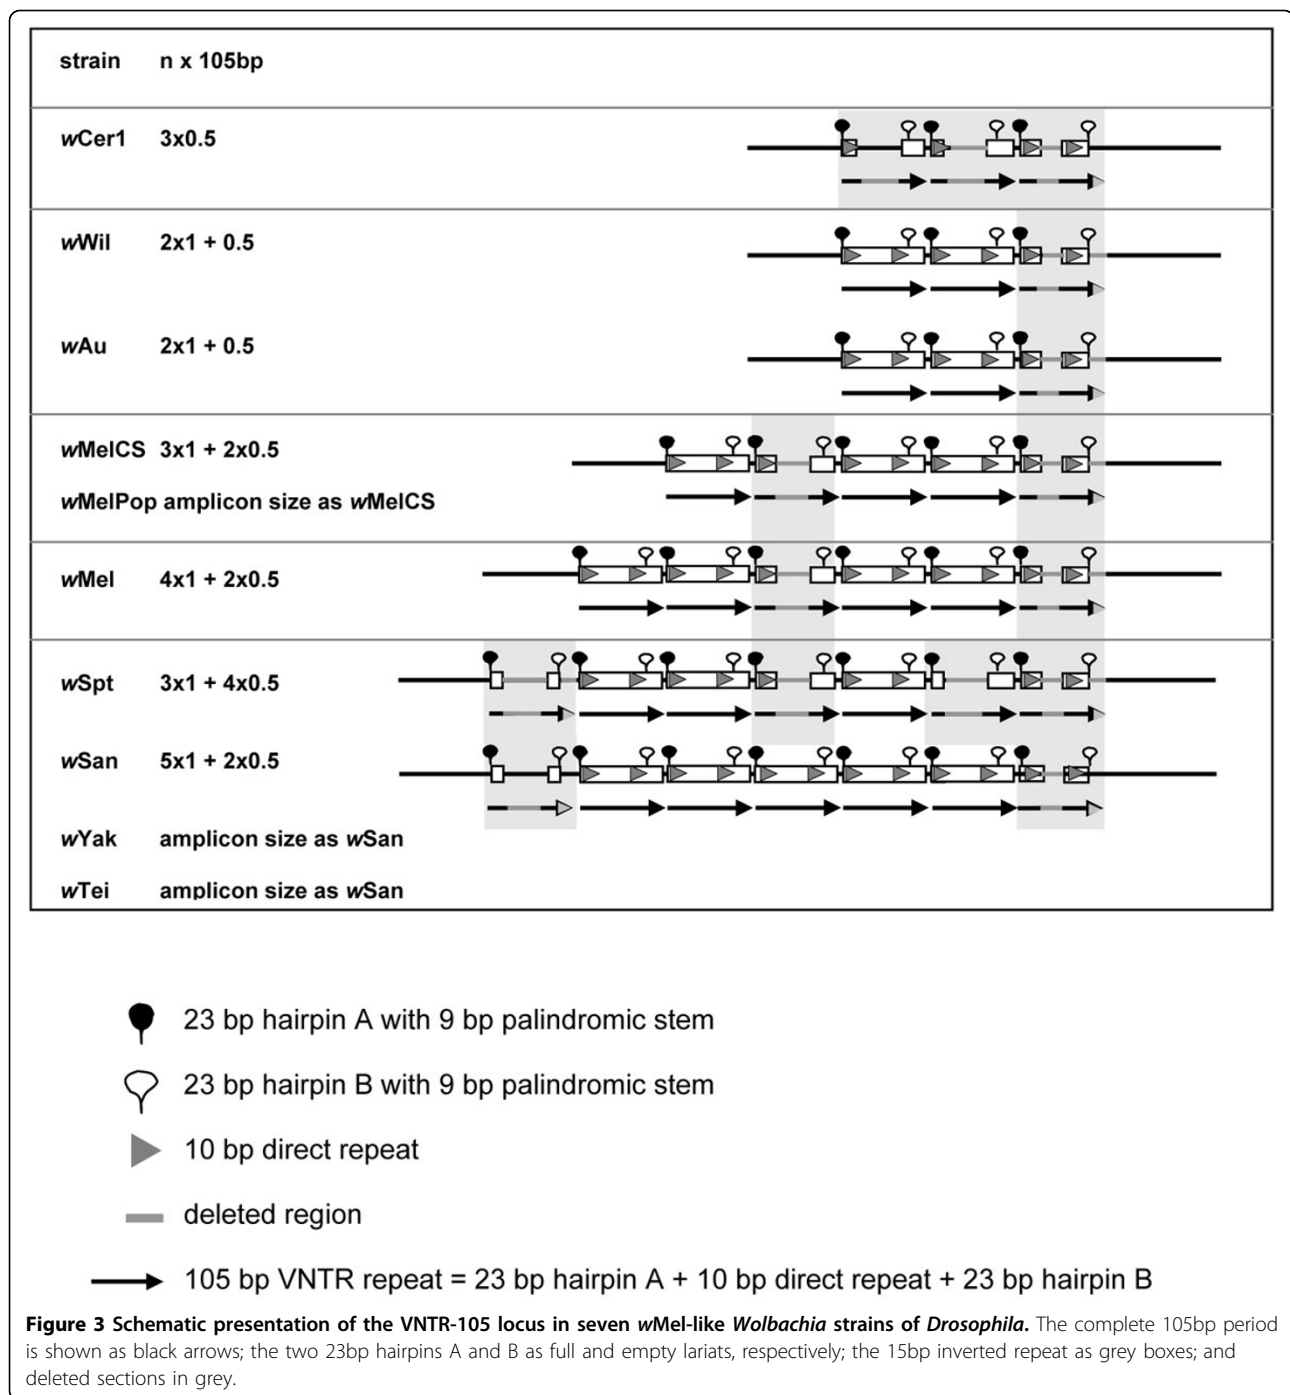 strain n x 105bp
wCer1 3x0.5
wWil 2x1 + 0.5
wAu 2x1 + 0.5
wMelCS 3x1 + 2x0.5
wMelPop amplicon size as wMelCS
wMel 4x1 + 2x0.5
wSpt 3x1 + 4x0.5
wSan 5x1 + 2x0.5
wYak amplicon size as wSan
wTei amplicon size as wSan
23 bp hairpin A with 9 bp palindromic stem
23 bp hairpin B with 9 bp palindromic stem
10 bp direct repeat
deleted region
105 bp VNTR repeat = 23 bp hairpin A + 10 bp direct repeat + 23 bp hairpin B
Figure 3 Schematic presentation of the VNTR-105 locus in seven wMel-like Wolbachia strains of Drosophila. The complete 105bp period
is shown as black arrows; the two 23bp hairpins A and B as full and empty lariats, respectively; the 15bp inverted repeat as grey boxes; and
deleted sections in grey.